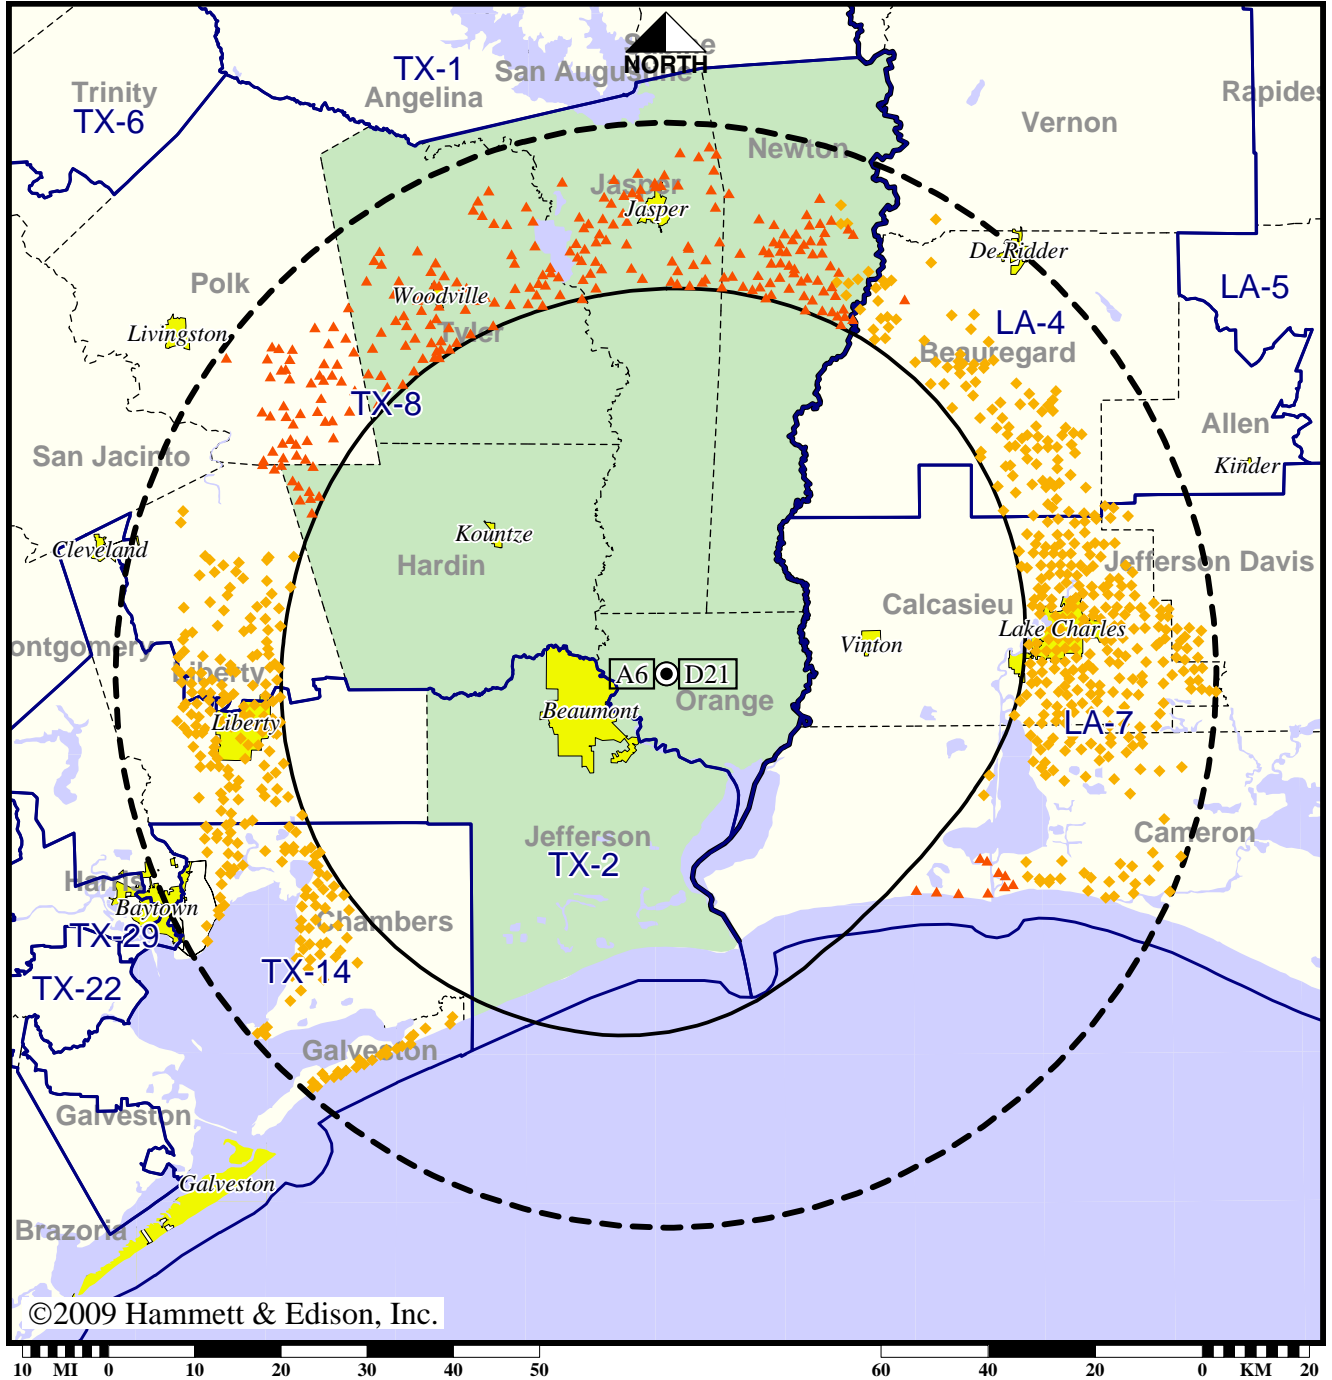 Sabine
NORTH
San Augustine
TX-1
Angelina
Trinity
TX-6
Rapides
Vernon
Newton
Jasper
Jasper
De Ridder
Polk
Woodville
LA-5
Livingston
Tyler
LA-4
Beauregard
TX-8
Allen
San Jacinto
Kinder
Kountze
Cleveland
Hardin
Jefferson Davis
Calcasieu
Lake Charles
Vinton
ontgomery
Liberty
A6
D21
Orange
Liberty
Beaumont
LA-7
Jefferson
TX-2
Cameron
Harris
Baytown
Chambers
TX-29
TX-14
TX-22
Galveston
Galveston
Galveston
Brazoria
©2009 Hammett & Edison, Inc.
10 MI 0 10 20 30 40 50
60 40 20 0 KM 20